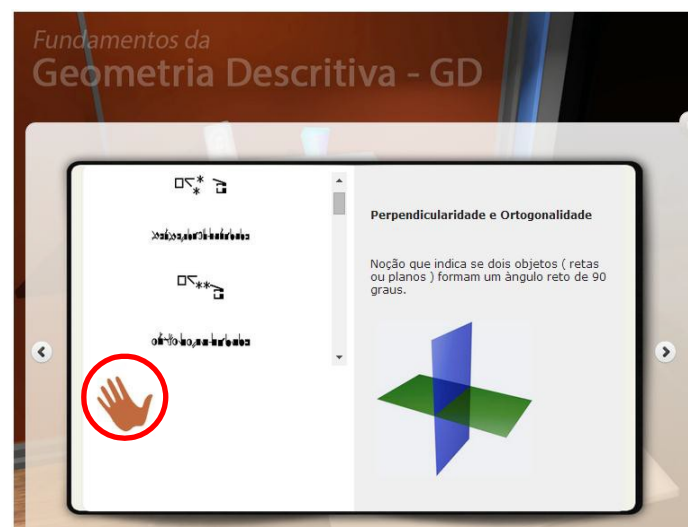 Fundamentos da
Geometria Descritiva - GD
Perpendicularidade e Ortogonalidade
Noção que indica se dois objetos ( retas
ou planos ) formam um ângulo reto de 90
graus.